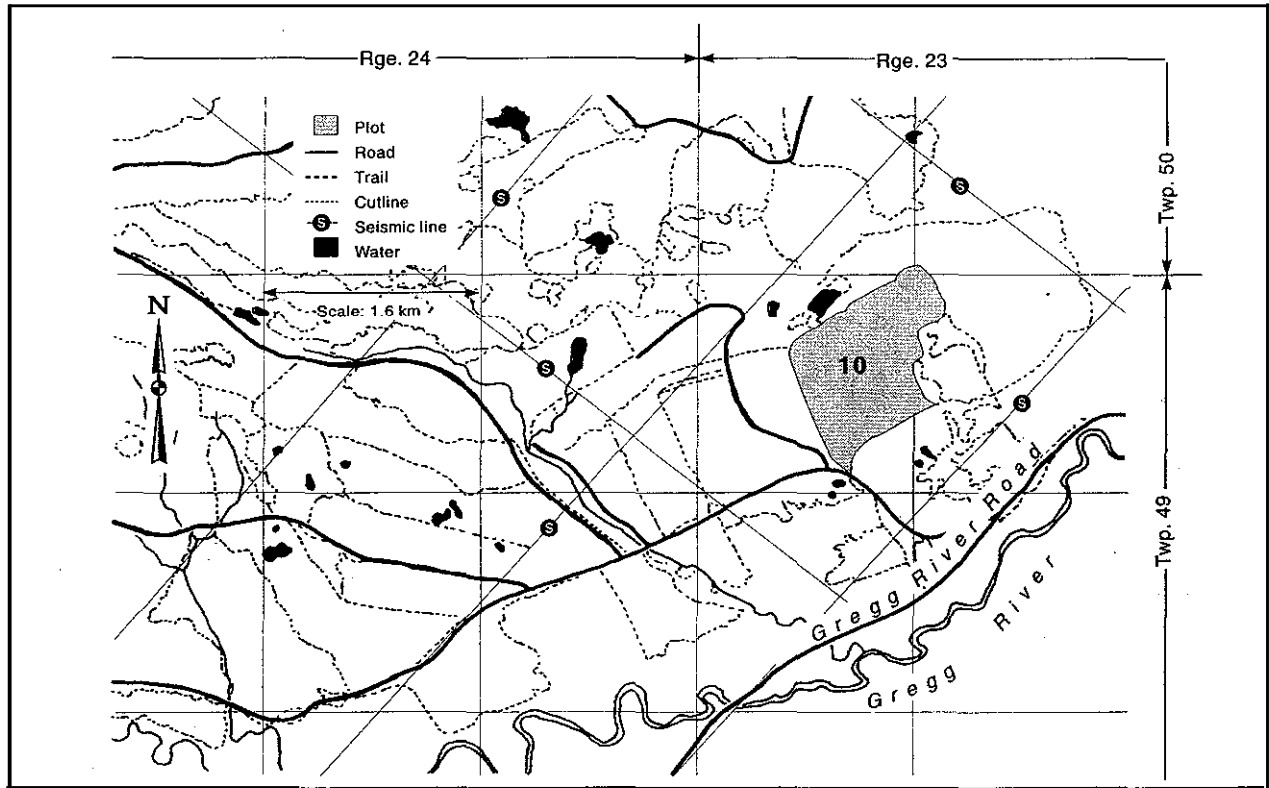 Rge. 24
Rge. 23
Plot
Road
Trail
Cutline
S Seismic line
Water
S
S
Twp. 50
Scale: 1.6 km
N
S
10
S
S
Twp. 49
Gregg River Road
Gregg River